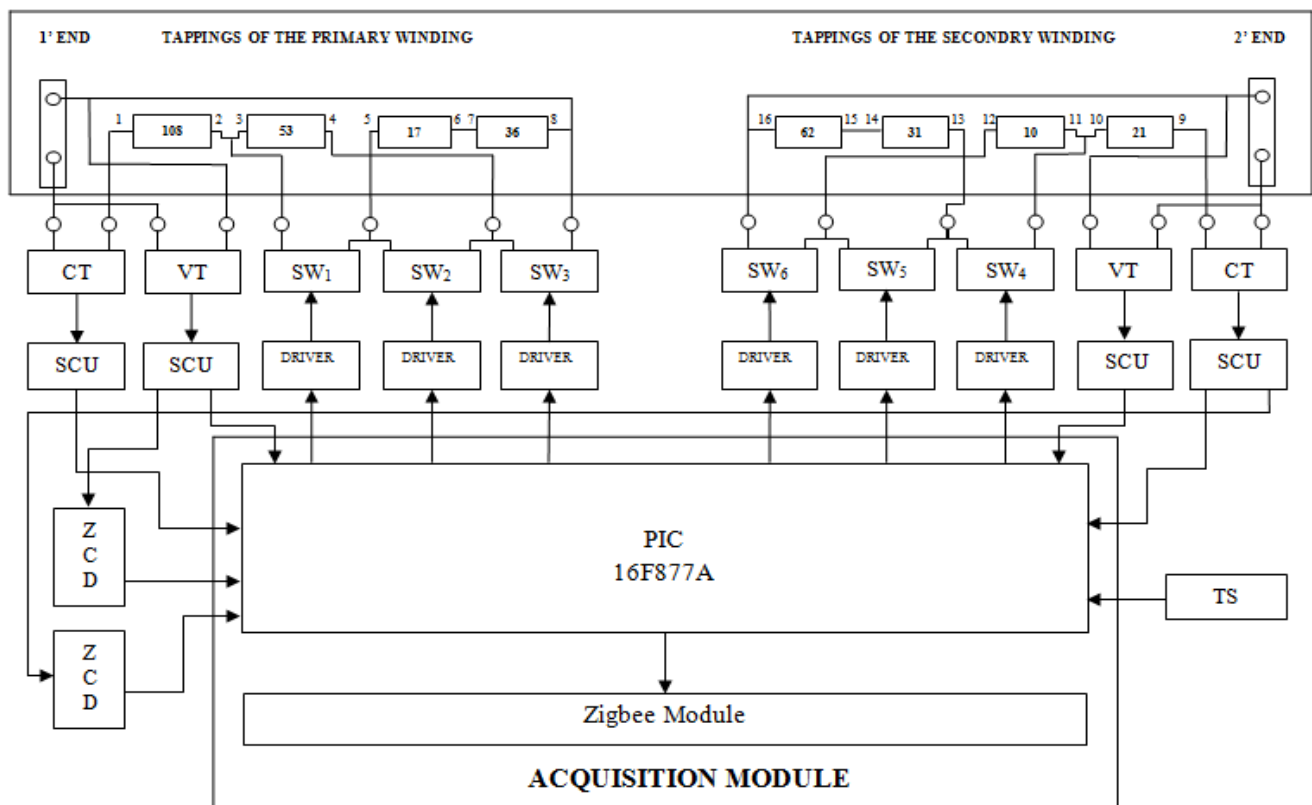 1’ END TAPPINGS OF THE PRIMARY WINDING TAPPINGS OF THE SECONDRY WINDING 2’ END
1 108 2 3 53 4 5 17 6 7 36 8 16 62 15 14 31 13 12 10 11 10 21 9
CT VT SW1 SW2 SW3 SW6 SW5 SW4 VT CT
SCU SCU DRIVER DRIVER DRIVER DRIVER DRIVER DRIVER SCU SCU
Z
C
D
PIC
16F877A
TS
Z
C
D
Zigbee Module
ACQUISITION MODULE